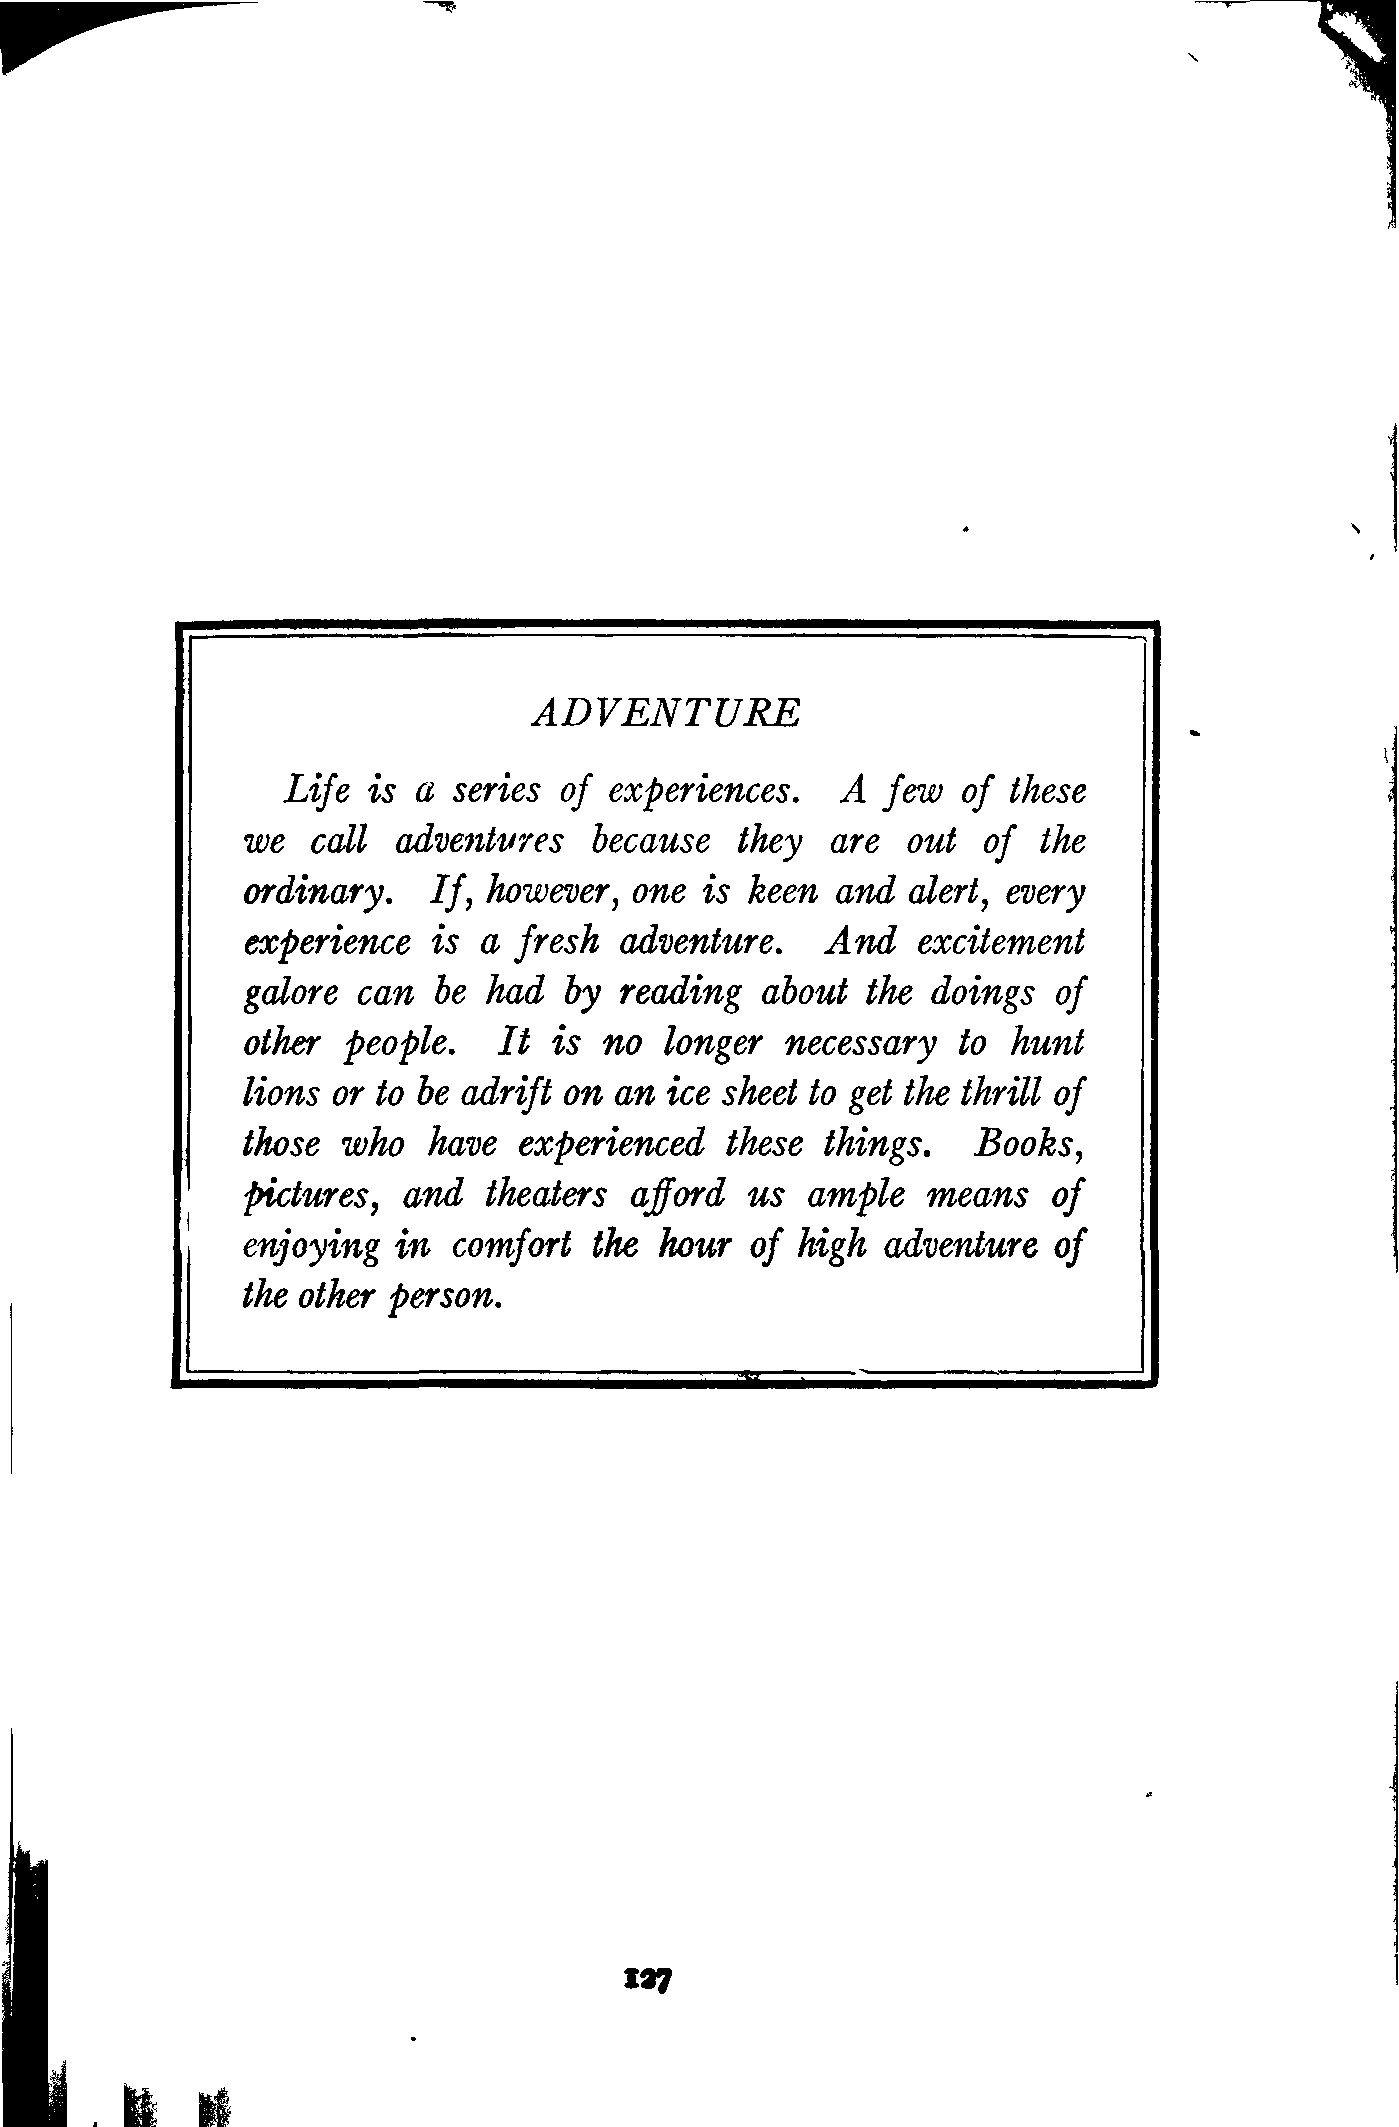 ADVENTURE
Life is a series of experiences. A few of these
we call adventures because they are out of the
ordinary. If, however, one is keen and alert, every
experience is a fresh adventure. And excitement
galore can be had by reading about the doings of
other people. It is no longer necessary to hunt
lions or to be adrift on an ice sheet to get the thrill of
those who have experienced these things. Books,
pictures, and theaters afford us ample means of
enjoying in comfort the hour of high adventure of
the other person.
127